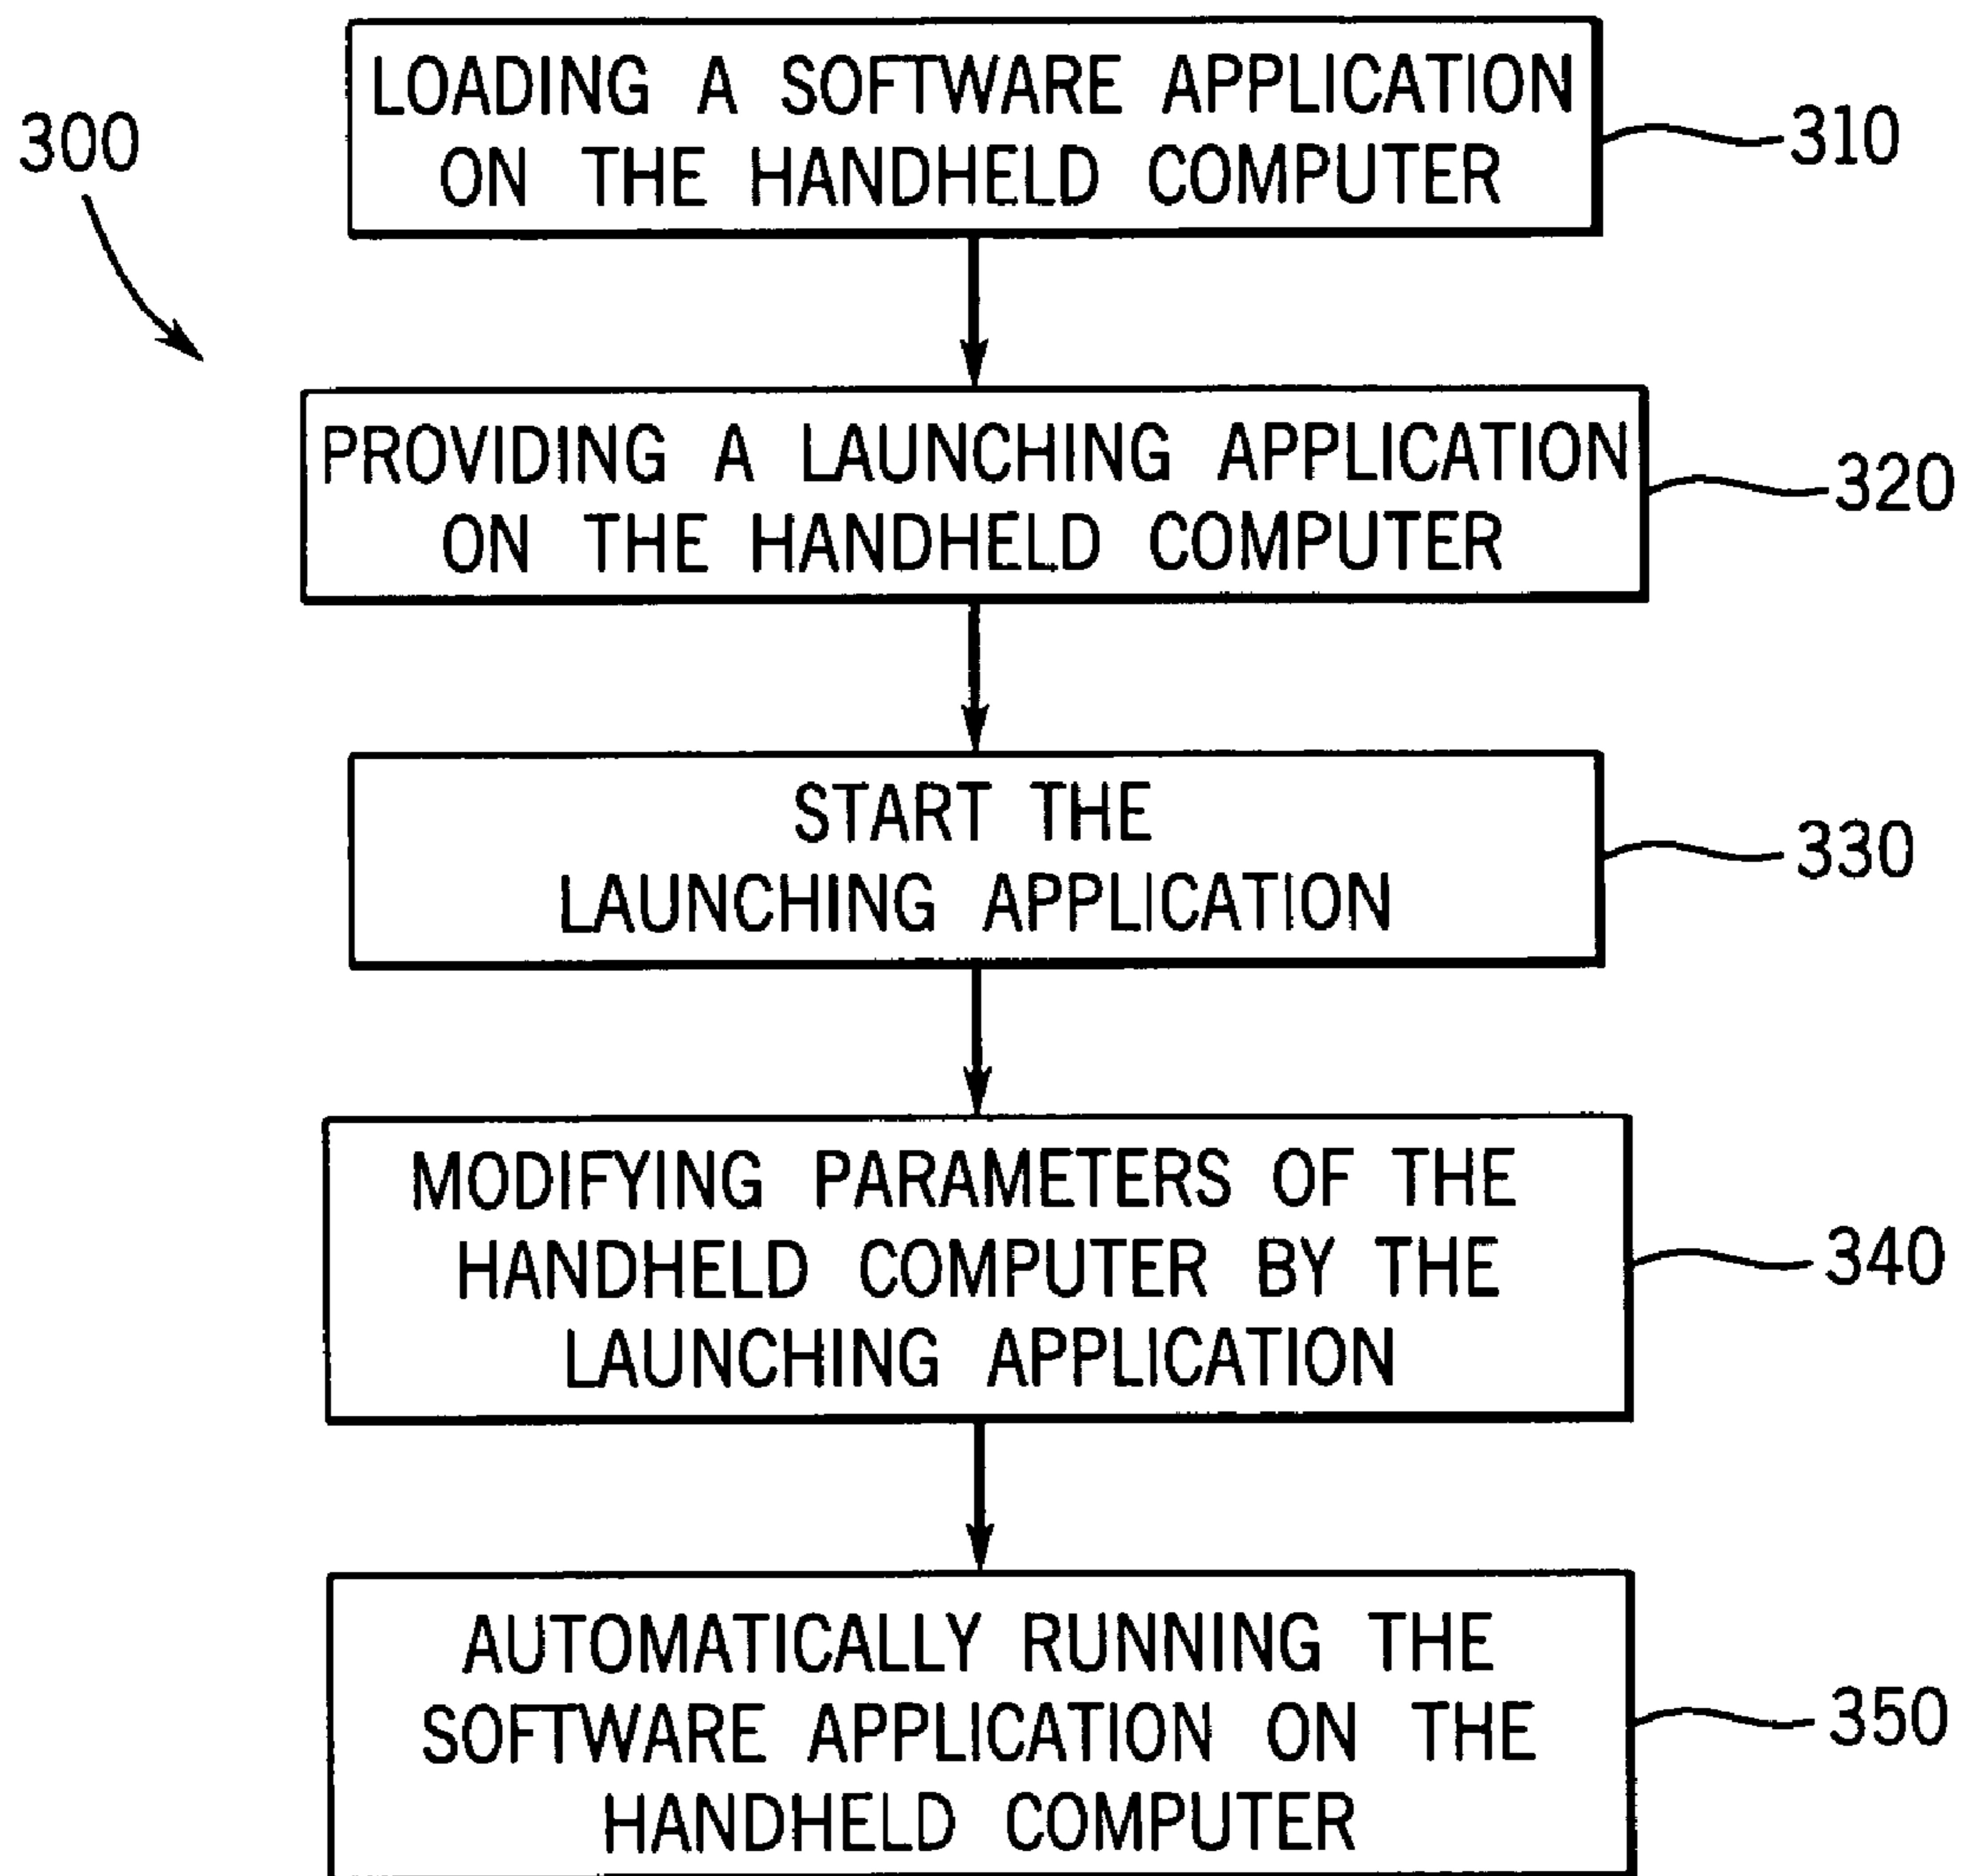 300
LOADING A SOFTWARE APPLICATION
ON THE HANDHELD COMPUTER
310
PROVIDING A LAUNCHING APPLICATION
ON THE HANDHELD COMPUTER
320
START THE
LAUNCHING APPLICATION
330
MODIFYING PARAMETERS OF THE
HANDHELD COMPUTER BY THE
LAUNCHING APPLICATION
340
AUTOMATICALLY RUNNING THE
SOFTWARE APPLICATION ON THE
HANDHELD COMPUTER
350